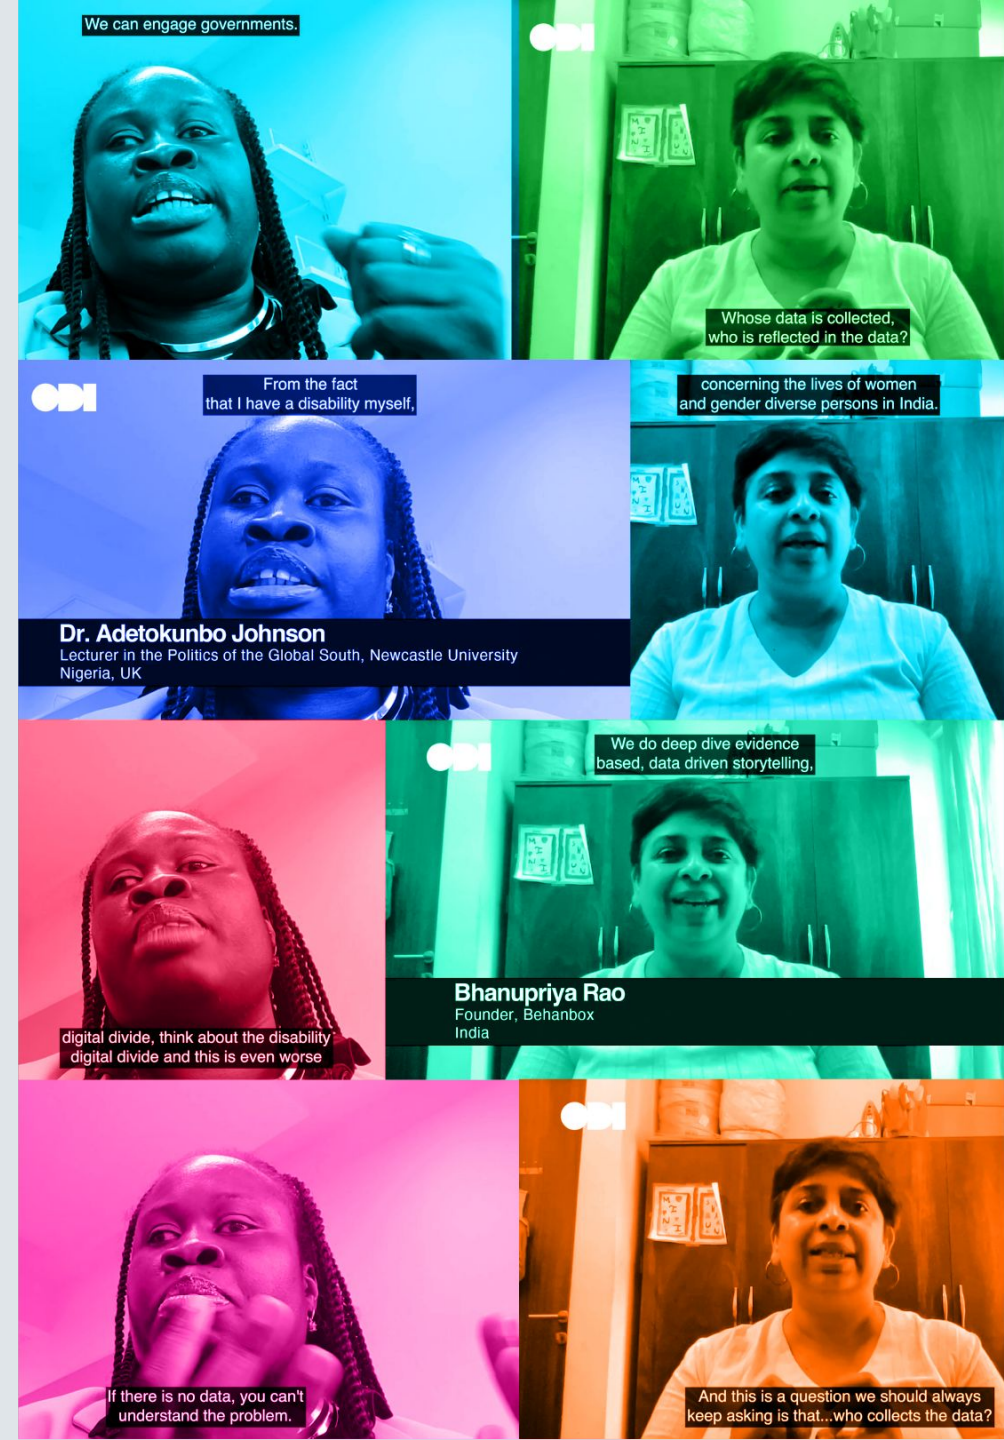 We can engage governments.
ODI
Whose data is collected,
who is reflected in the data?
ODI
From the fact
that I have a disability myself,
Dr. Adetokunbo Johnson
Lecturer in the Politics of the Global South, Newcastle University
Nigeria, UK
concerning the lives of women
and gender diverse persons in India.
digital divide, think about the disability
digital divide and this is even worse
ODI
We do deep dive evidence
based, data driven storytelling,
Bhanupriya Rao
Founder, Behanbox
India
If there is no data, you can't
understand the problem.
ODI
And this is a question we should always
keep asking is that...who collects the data?